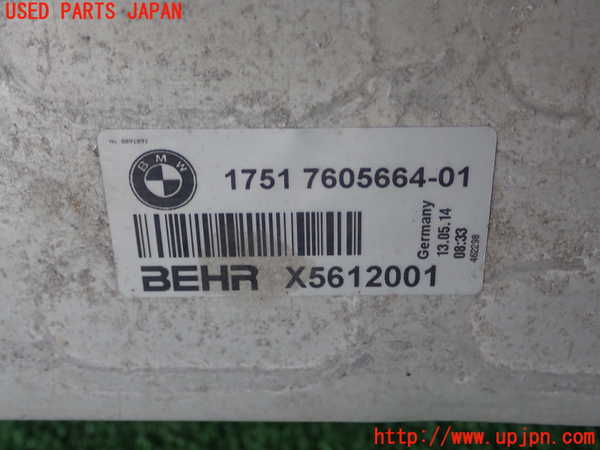 USED PARTS JAPAN
BMW
1751 7605664-01
BEHR X5612001
Germany
13.05.14
08:33
462298
http://www.upjpn.com